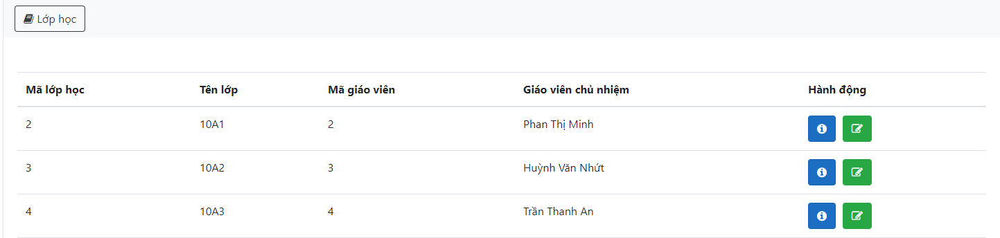 Lớp học
Mã lớp học Tên lớp Mã giáo viên Giáo viên chủ nhiệm Hành động
2 10A1 2 Phan Thị Minh
3 10A2 3 Huỳnh Văn Nhứt
4 10A3 4 Trần Thanh An